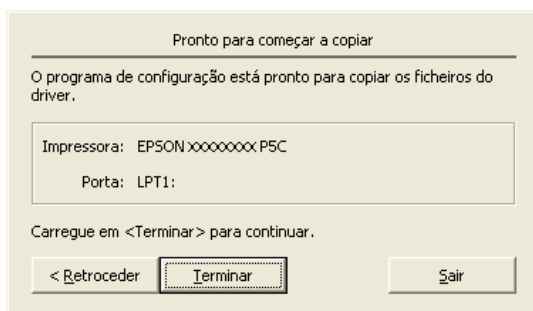 Pronto para começar a copiar
O programa de configuração está pronto para copiar os ficheiros do
driver.
Impressora: EPSON xxxxxxxx P5C
Porta: LPT1:
Carregue em <Terminar> para continuar.
< Retroceder Terminar Sair